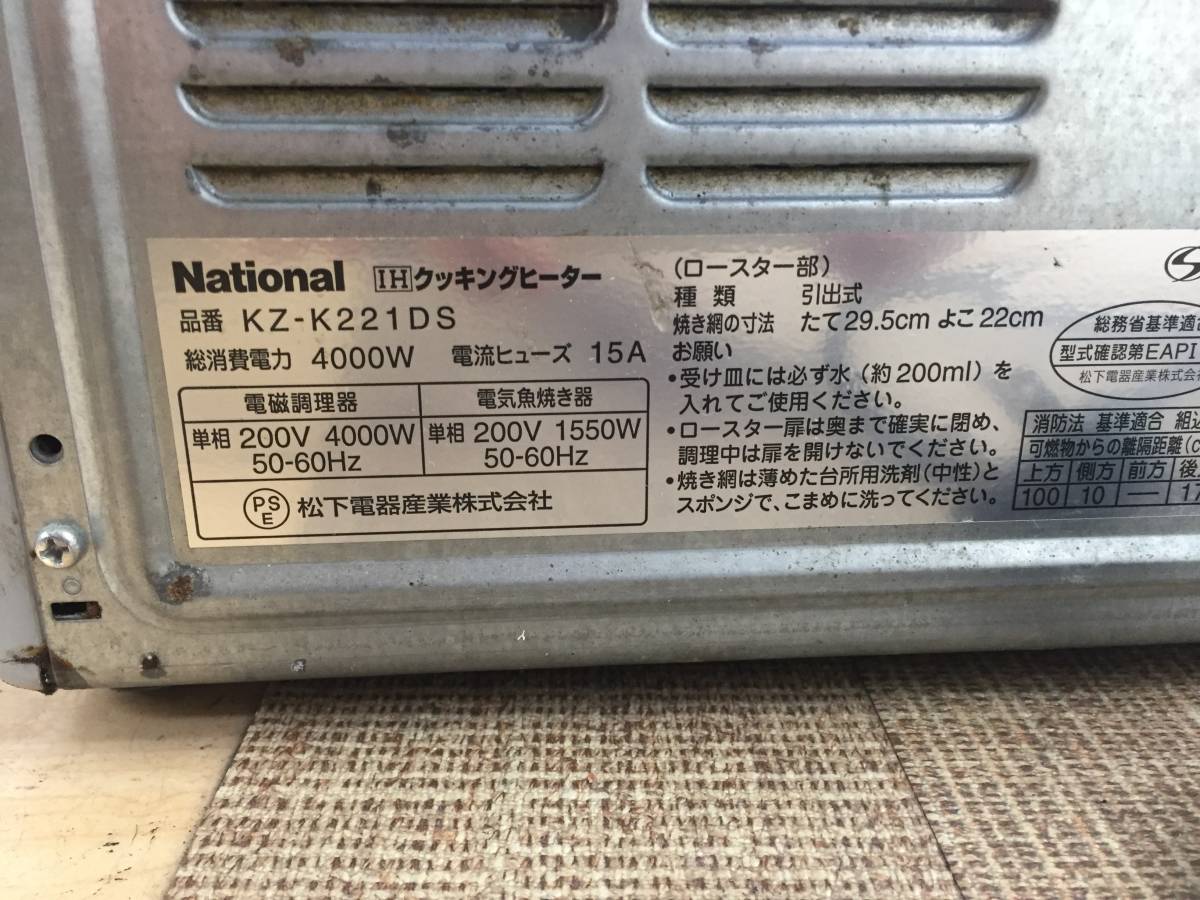 National IHクッキングヒーター
品番 KZ-K221DS
総消費電力 4000W 電流ヒューズ 15A
電磁調理器 電気魚焼き器
単相 200V 4000W 単相 200V 1550W
50-60Hz 50-60Hz
PSE 松下電器産業株式会社
(ロースター部)
種類 引出式
焼き網の寸法 たて29.5cm よこ22cm
お願い
•受け皿には必ず水(約200ml)を
入れてご使用ください。
•ロースター扉は奥まで確実に閉め、
調理中は扉を開けないでください。
•焼き網は薄めた台所用洗剤(中性)と
スポンジで、こまめに洗ってください。
総務省基準適合
型式確認第EAPI
松下電器産業株式会社
消防法 基準適合 組込
可燃物からの離隔距離(c
上方 側方 前方 後
100 10 — 17